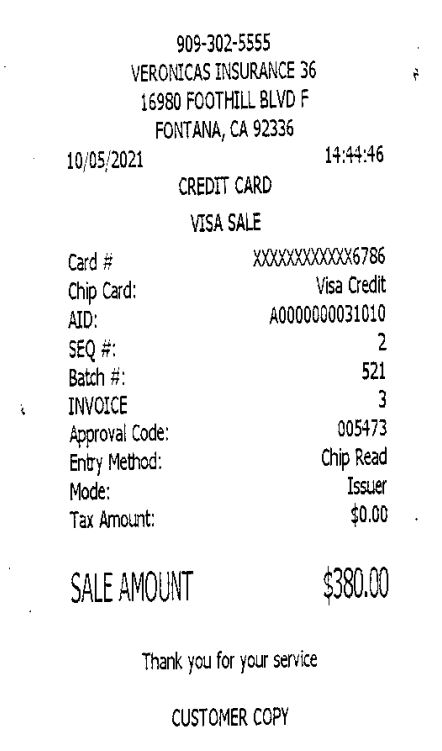 909-302-5555
VERONICAS INSURANCE 36
16980 FOOTHILL BLVD F
FONTANA, CA 92336
10/05/2021 14:44:46
CREDIT CARD
VISA SALE
Card # XXXXXXXXXXXX6786
Chip Card: Visa Credit
AID: A0000000031010
SEQ #: 2
Batch #: 521
INVOICE 3
Approval Code: 005473
Entry Method: Chip Read
Mode: Issuer
Tax Amount: $0.00
SALE AMOUNT $380.00
Thank you for your service
CUSTOMER COPY